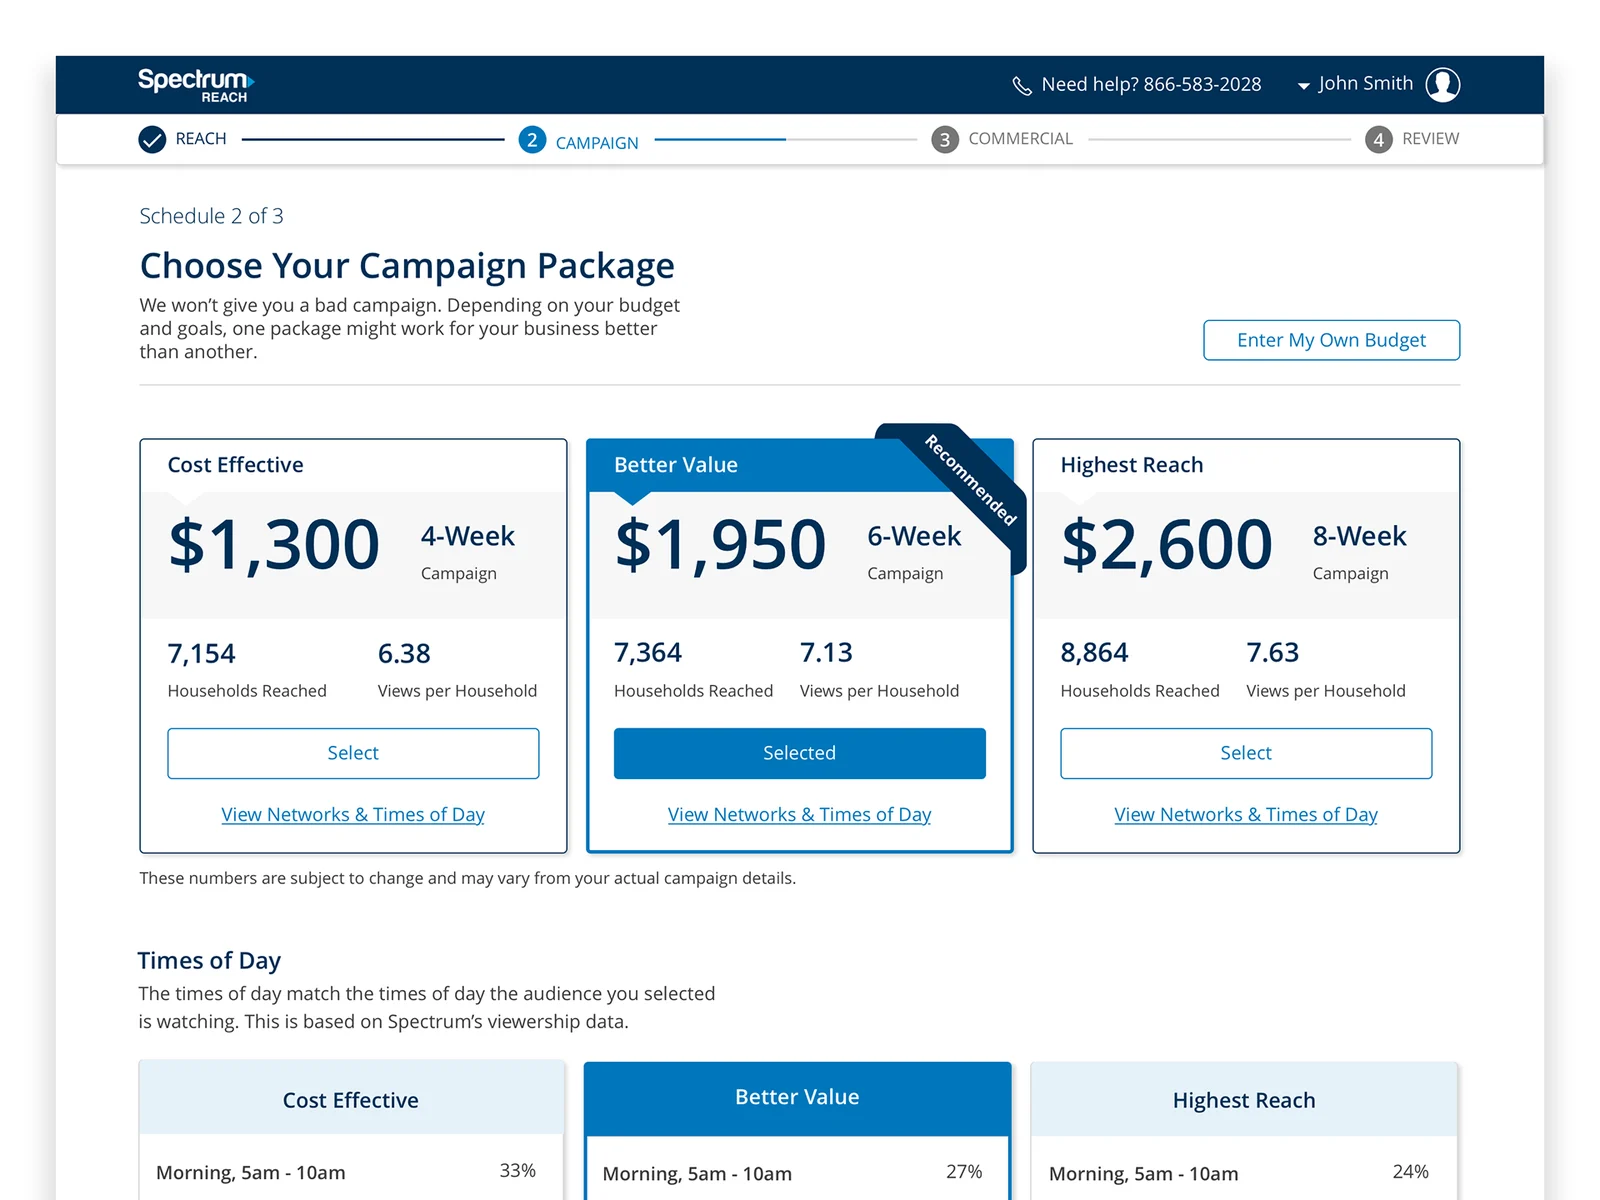 Spectrum
REACH
Need help? 866-583-2028
John Smith
REACH
2 CAMPAIGN
3 COMMERCIAL
4 REVIEW
Schedule 2 of 3
Choose Your Campaign Package
We won’t give you a bad campaign. Depending on your budget
and goals, one package might work for your business better
than another.
Enter My Own Budget
Cost Effective
$1,300
4-Week
Campaign
7,154
Households Reached
6.38
Views per Household
Select
View Networks & Times of Day
Better Value
Recommended
$1,950
6-Week
Campaign
7,364
Households Reached
7.13
Views per Household
Selected
View Networks & Times of Day
Highest Reach
$2,600
8-Week
Campaign
8,864
Households Reached
7.63
Views per Household
Select
View Networks & Times of Day
These numbers are subject to change and may vary from your actual campaign details.
Times of Day
The times of day match the times of day the audience you selected
is watching. This is based on Spectrum’s viewership data.
Cost Effective
Morning, 5am - 10am 33%
Better Value
Morning, 5am - 10am 27%
Highest Reach
Morning, 5am - 10am 24%